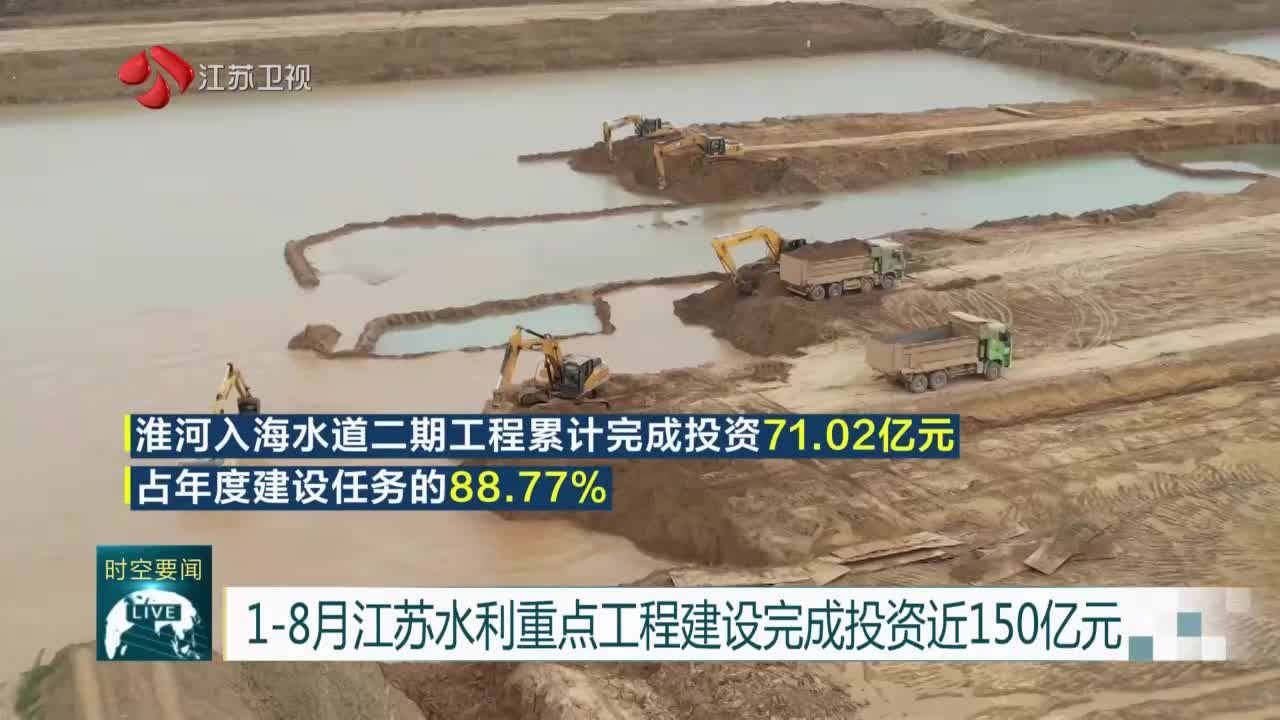 江苏卫视
淮河入海水道二期工程累计完成投资71.02亿元
占年度建设任务的88.77%
时空要闻
LIVE
1-8月江苏水利重点工程建设完成投资近150亿元